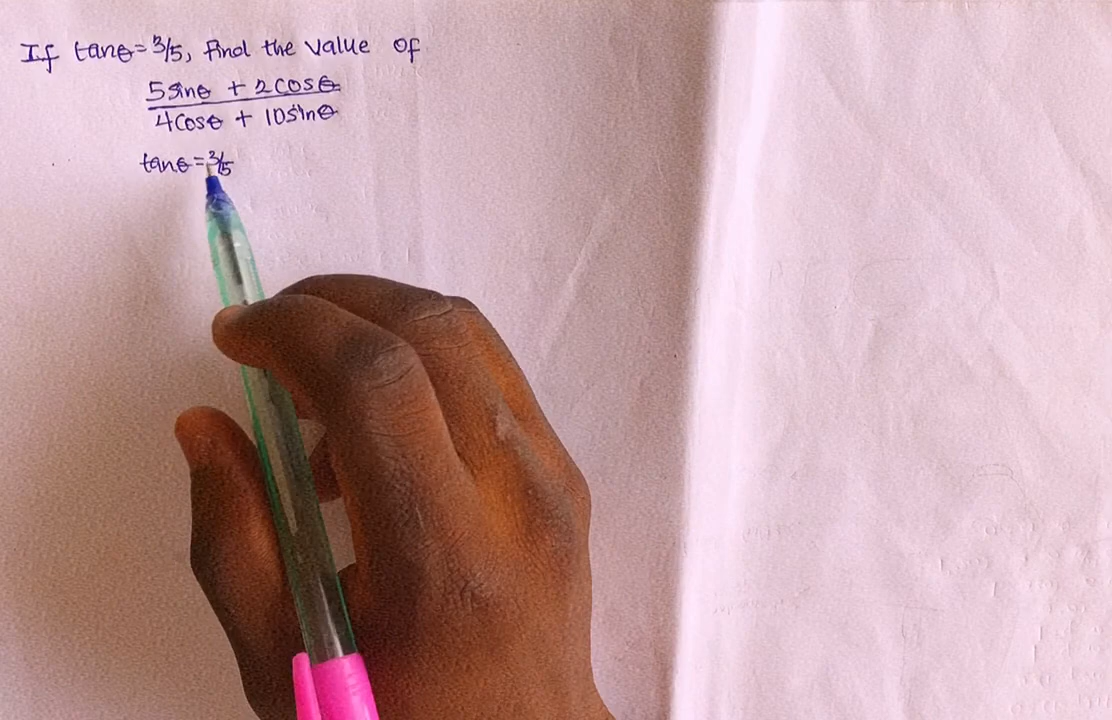 If tanθ = 3/5, find the value of
5sinθ + 2cosθ
4cosθ + 10sinθ
tanθ = 3/5